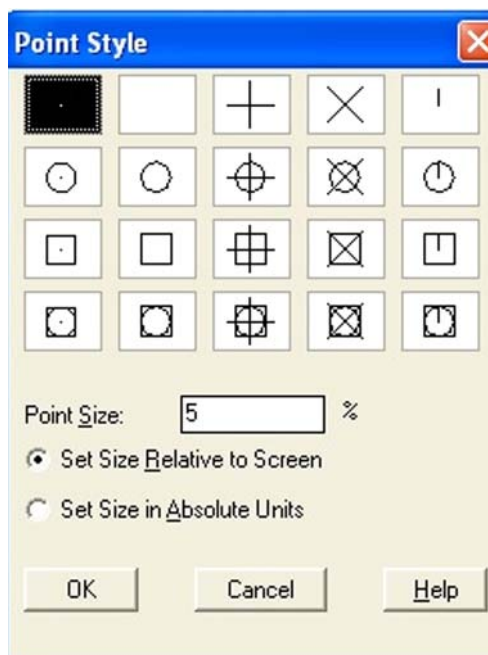 Point Style
Point Size: 5 %
Set Size Relative to Screen
Set Size in Absolute Units
OK Cancel Help